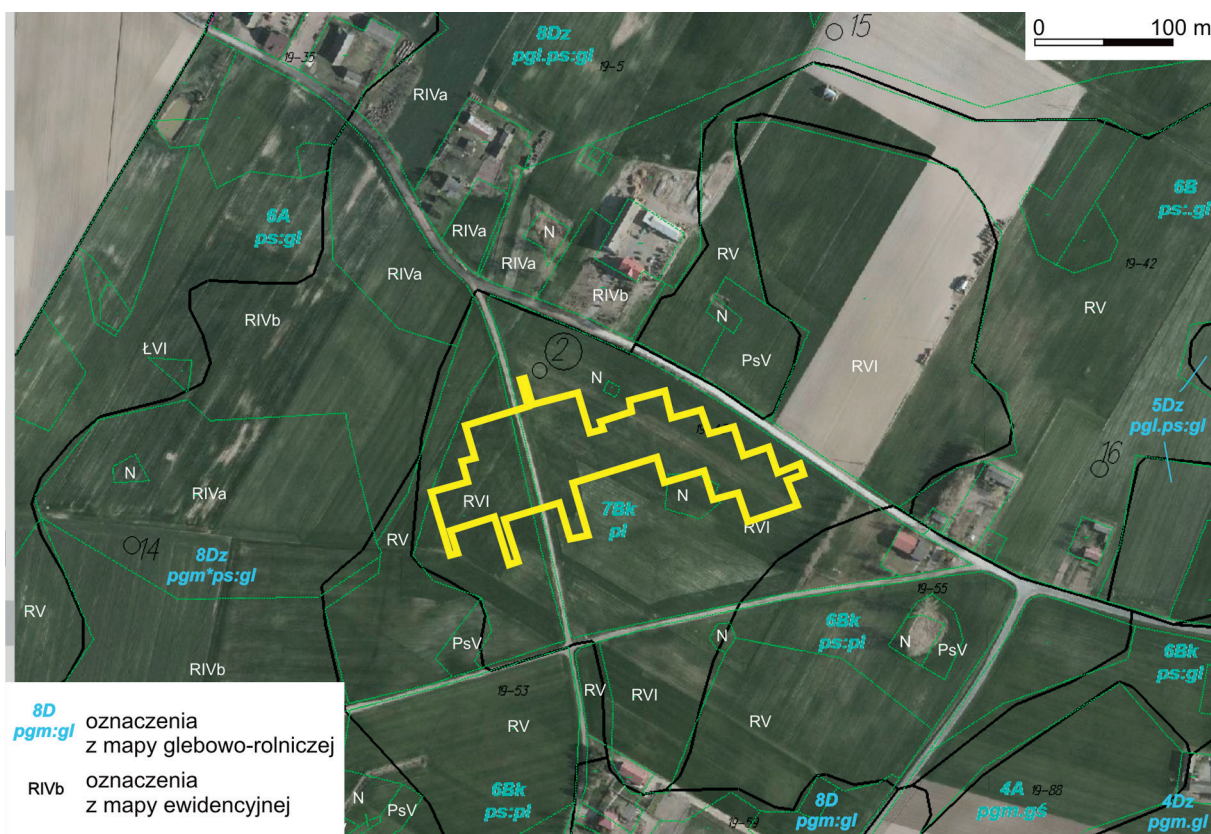 0 100 m
15
8Dz
pgl.ps:gl
19-35
19-5
RIVa
6B
ps:.gl
6A
ps:gl
RIVa
N
RV
19-42
RIVa
RIVa
RIVb
RV
RIVb
N
PsV
ŁVI
2
N
RVI
5Dz
pgl.ps:gl
16
N
RIVa
RVI
N
7Bk
pl
RVI
14
8Dz
pgm*ps:gl
RV
RV
19-55
6Bk
ps:pl
N
N
PsV
PsV
RIVb
6Bk
ps:gl
19-53
RV
RV
RVI
RV
8D
pgm:gl
oznaczenia
z mapy glebowo-rolniczej
RIVb
oznaczenia
z mapy ewidencyjnej
6Bk
ps:pl
N
PsV
19-59
8D
pgm:gl
4A
pgm.gś
19-88
4Dz
pgm.gl